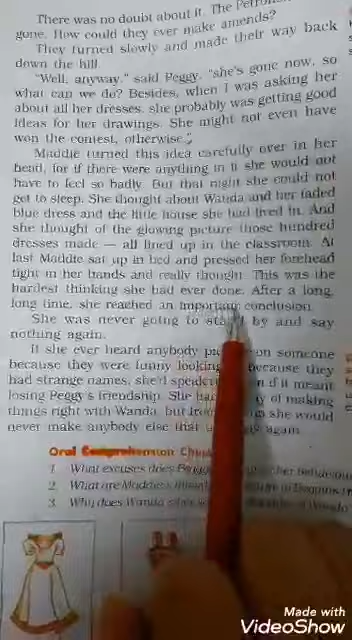 There was no doubt about it. The
gone. How could they ever make amends?
They turned slowly and made their way back
down the hill.
"Well, anyway," said Peggy, "she's gone now, so
what can we do? Besides, when I was asking her
about all her dresses, she probably was getting good
ideas for her drawings. She might not even have
won the contest, otherwise."
Maddie turned this idea carefully over in her
head, for if there were anything in it she would not
have to feel so badly. But that night she could not
get to sleep. She thought about Wanda and her faded
blue dress and the little house she had lived in. And
she thought of the glowing picture those hundred
dresses made — all lined up in the classroom. At
last Maddie sat up in bed and pressed her forehead
tight in her hands and really thought. This was the
hardest thinking she had ever done. After a long,
long time, she reached an important conclusion.
She was never going to by and say
nothing again.
If she ever heard anybody on someone
because they were funny looking because they
had strange names, she'd speak if it meant
losing Peggy's friendship. She of making
things right with Wanda, but she would
never make anybody else that again.
Oral Comprehension
1. What excuses does her
2. What are Maddie's
3. Why does Wanda
Made with
VideoShow